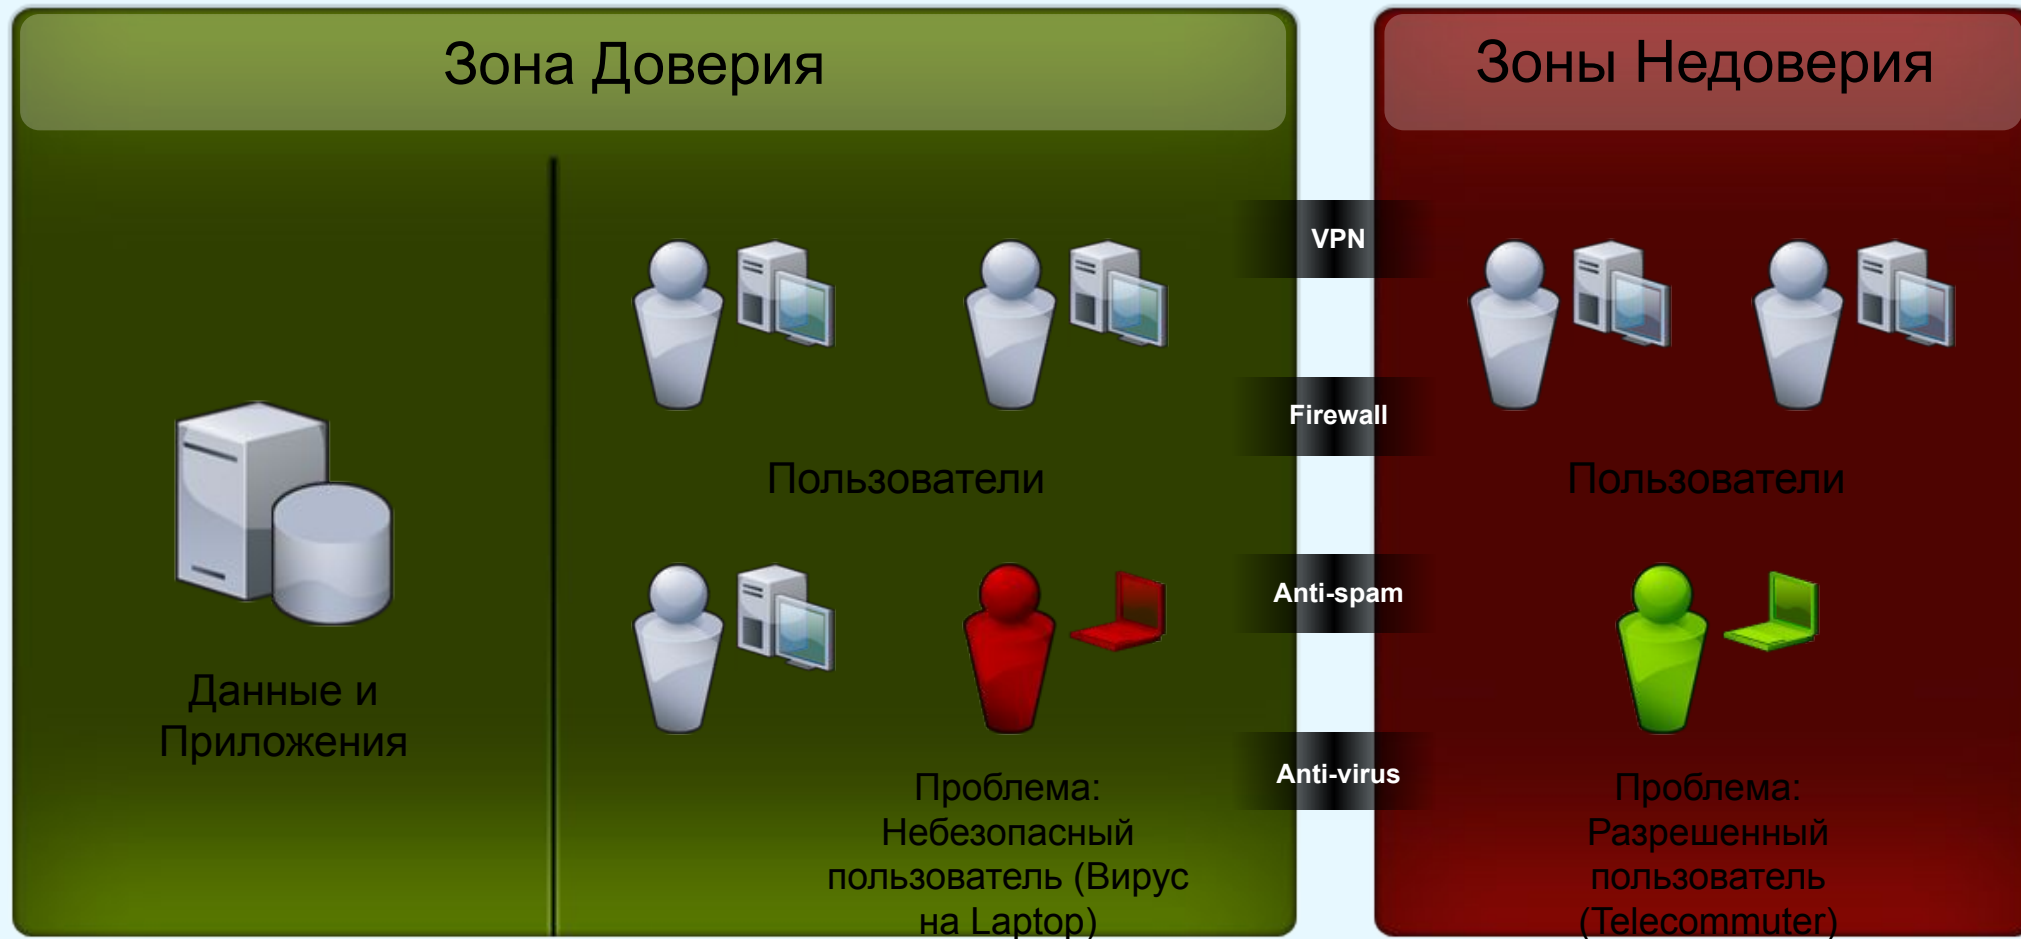 Зона Доверия
Зоны Недоверия
VPN
Firewall
Пользователи
Пользователи
Anti-spam
Данные и
Приложения
Anti-virus
Проблема:
Небезопасный
пользователь (Вирус
на Laptop)
Проблема:
Разрешенный
пользователь
(Telecommuter)